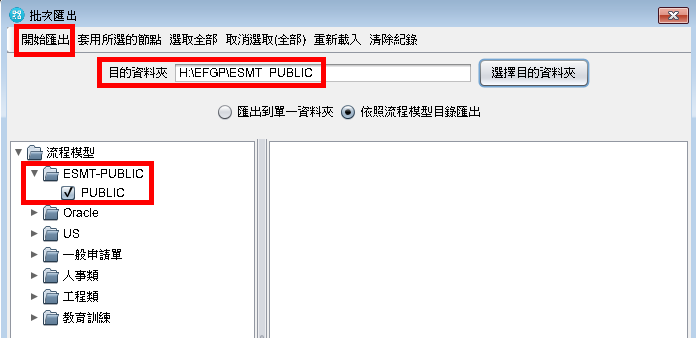 批次匯出
開始匯出 套用所選的節點 選取全部 取消選取(全部) 重新載入 清除紀錄
目的資料夾 H:\EFGP\ESMT PUBLIC 選擇目的資料夾
匯出到單一資料夾 依照流程模型目錄匯出
流程模型
ESMT-PUBLIC
PUBLIC
Oracle
US
一般申請單
人事類
工程類
教育訓練